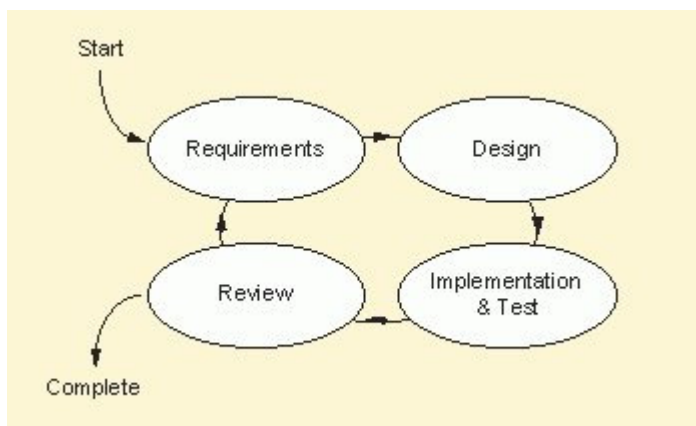 Start
Requirements
Design
Review
Implementation
& Test
Complete